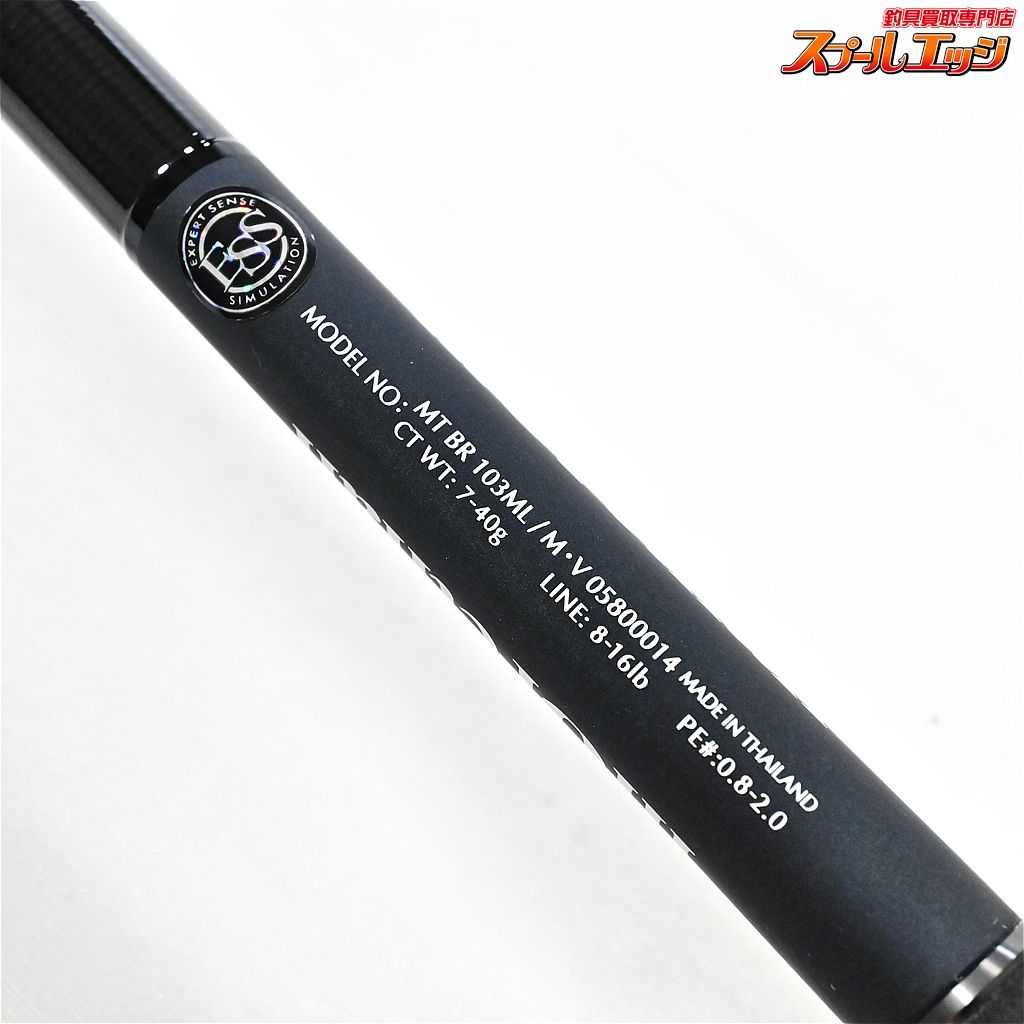 釣具買取専門店
スプールエッジ
EXPERT SENSE
ESS
SIMULATION
MODEL NO: MT BR 103ML / M・V 05800014 MADE IN THAILAND
CT WT: 7-40g LINE: 8-16lb PE#:0.8-2.0